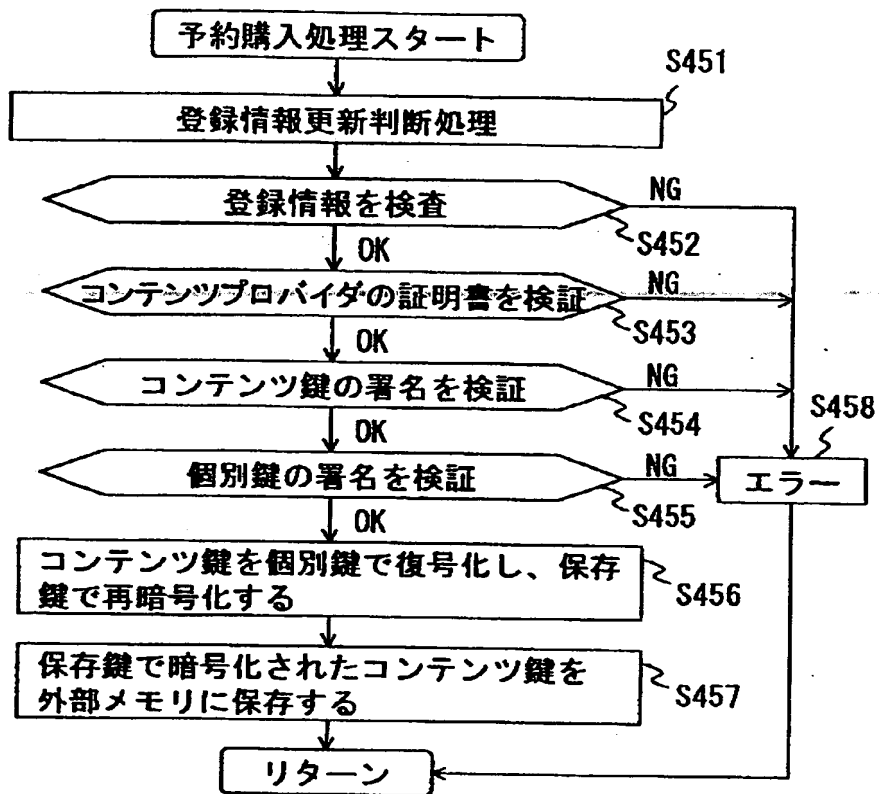 予約購入処理スタート
S451
登録情報更新判断処理
登録情報を検査
NG
S452
OK
コンテンツプロバイダの証明書を検証
NG
S453
OK
コンテンツ鍵の署名を検証
NG
S454
OK
S458
個別鍵の署名を検証
NG
エラー
S455
OK
コンテンツ鍵を個別鍵で復号化し、保存
鍵で再暗号化する
S456
保存鍵で暗号化されたコンテンツ鍵を
外部メモリに保存する
S457
リターン